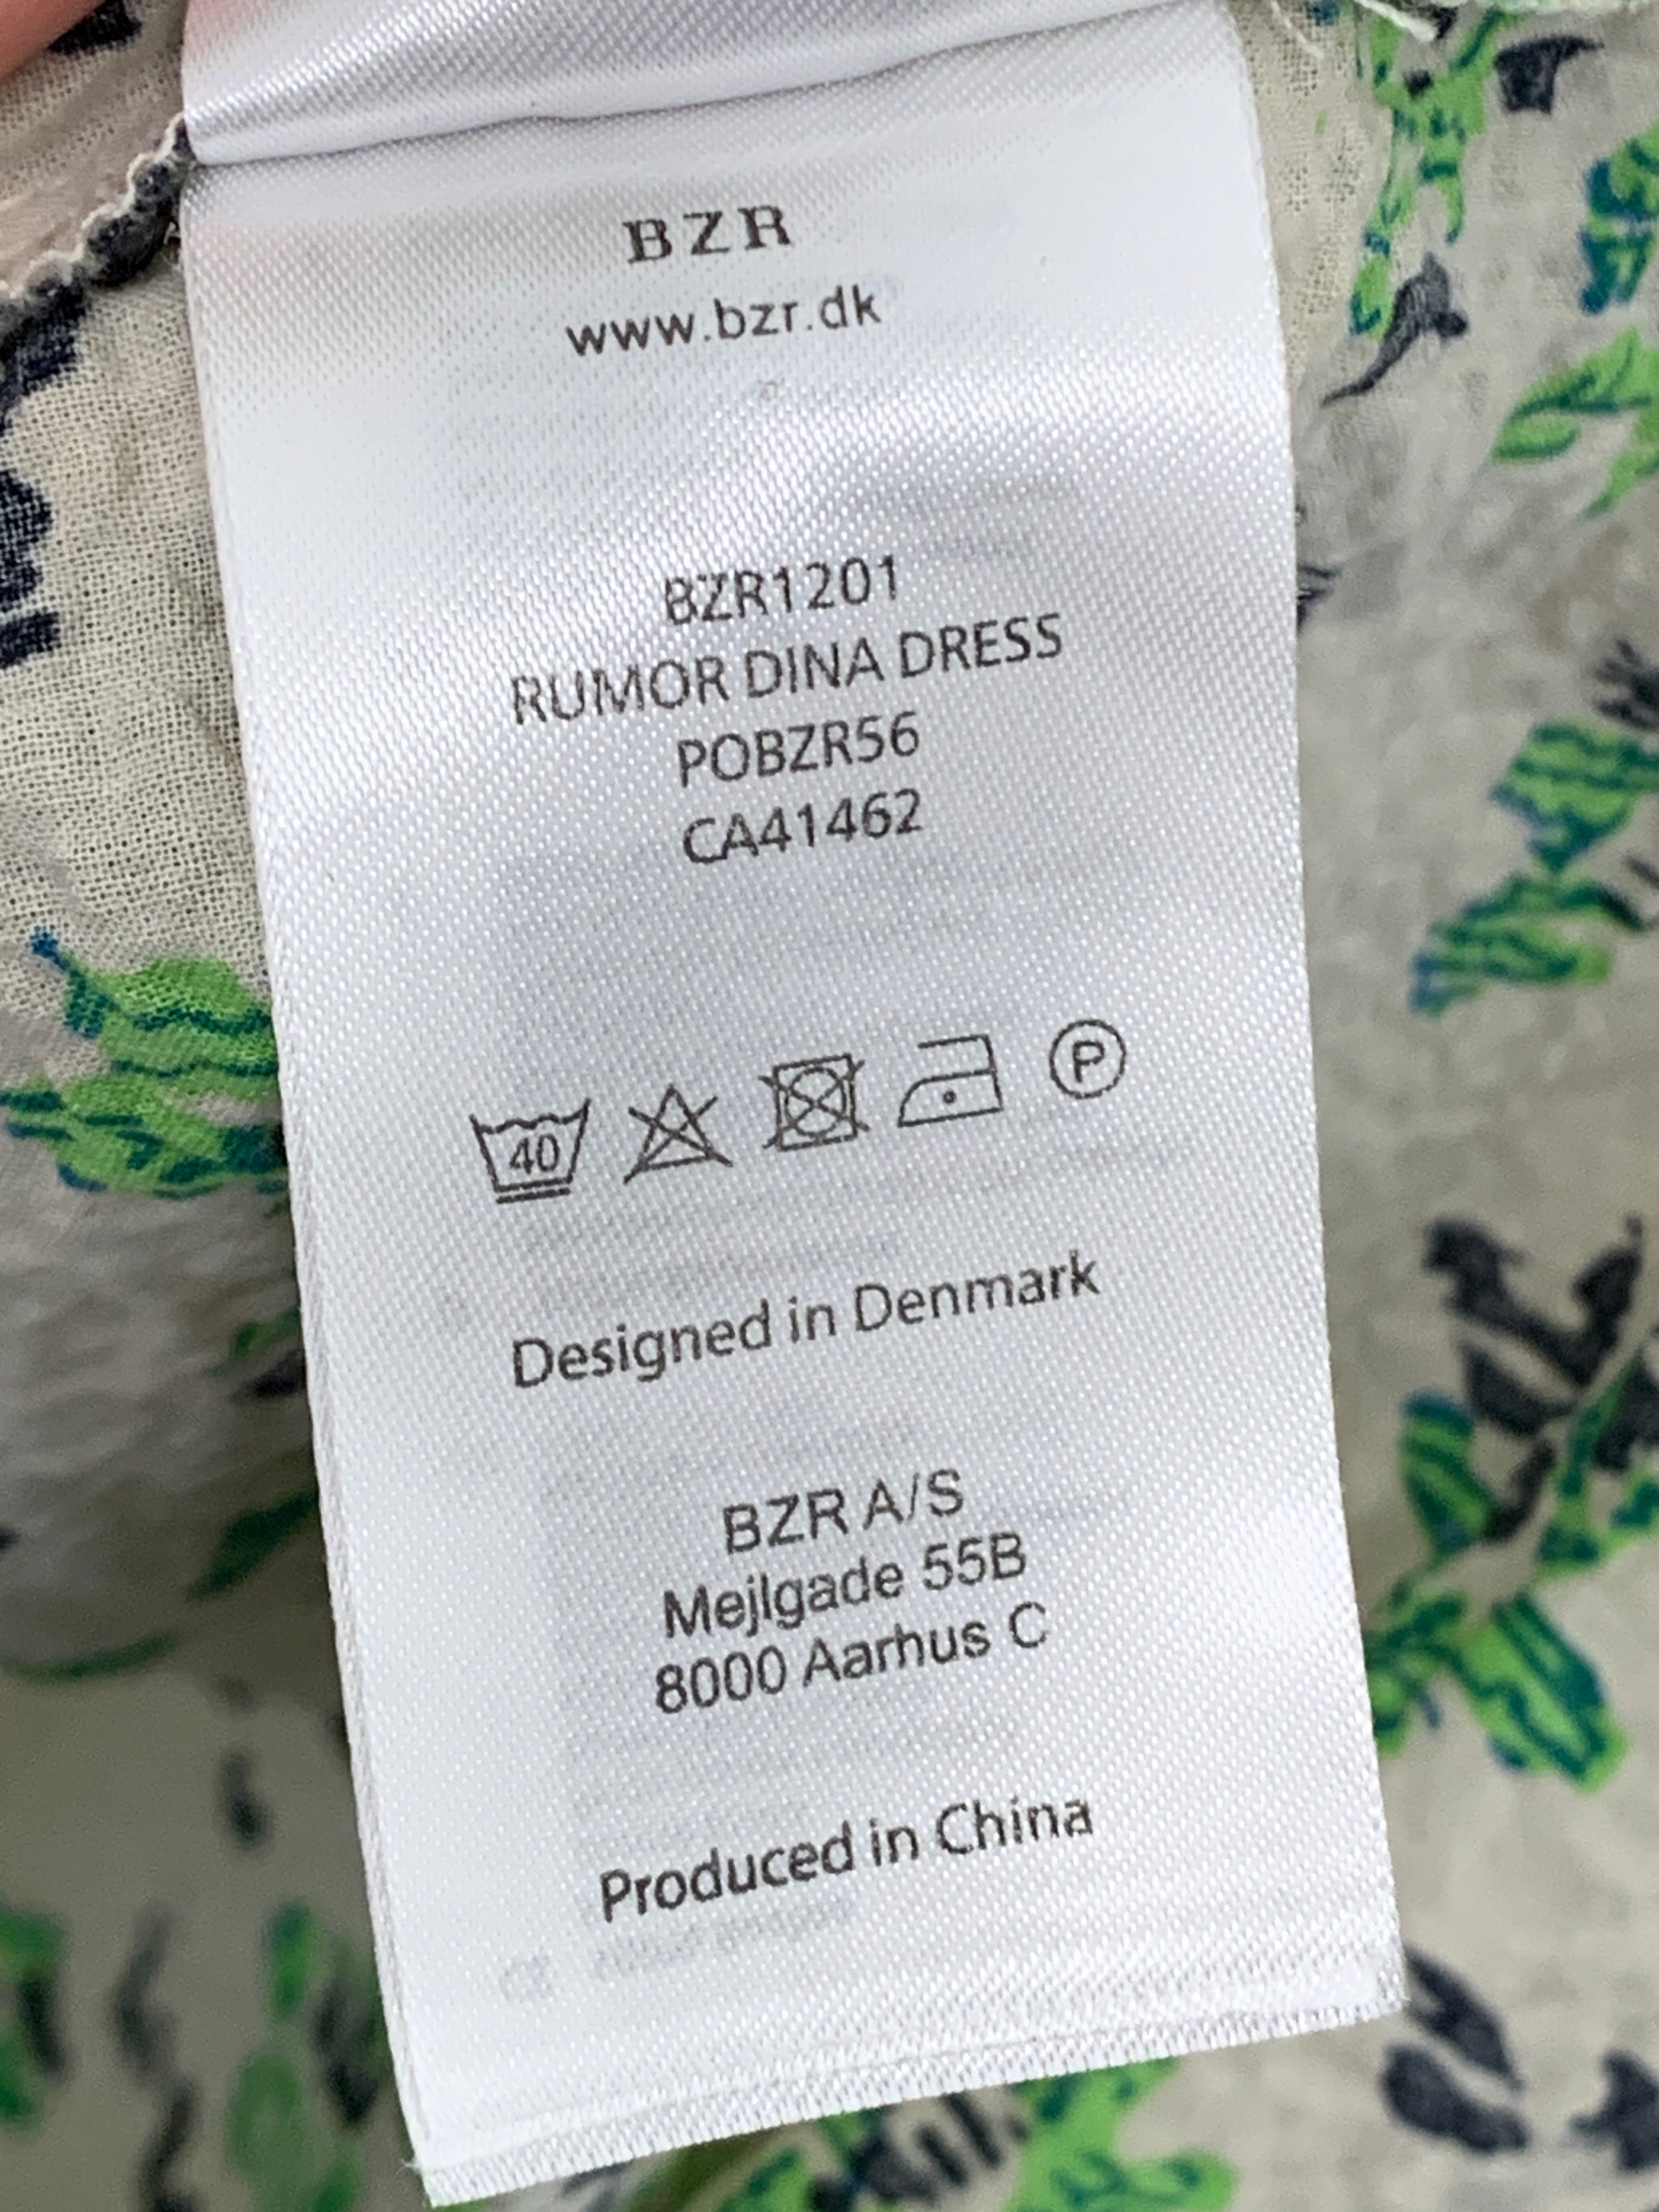 BZR
www.bzr.dk
BZR1201
RUMOR DINA DRESS
POBZR56
CA41462
40 P
Designed in Denmark
BZR A/S
Mejlgade 55B
8000 Aarhus C
Produced in China